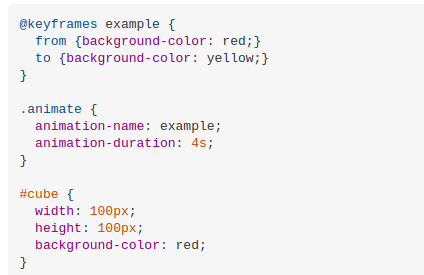 @keyframes example {
  from {background-color: red;}
  to {background-color: yellow;}
}

.animate {
  animation-name: example;
  animation-duration: 4s;
}

#cube {
  width: 100px;
  height: 100px;
  background-color: red;
}